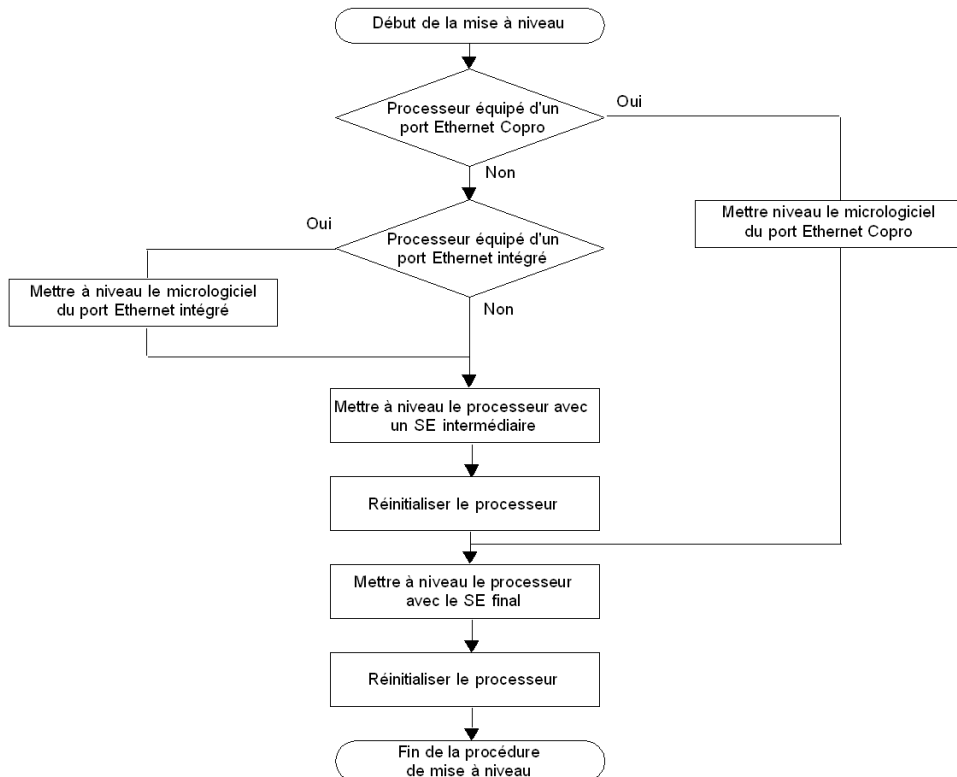 Début de la mise à niveau
Processeur équipé d'un
port Ethernet Copro
Oui
Non
Mettre niveau le micrologiciel
du port Ethernet Copro
Oui
Processeur équipé d'un
port Ethernet intégré
Mettre à niveau le micrologiciel
du port Ethernet intégré
Non
Mettre à niveau le processeur avec
un SE intermédiaire
Réinitialiser le processeur
Mettre à niveau le processeur
avec le SE final
Réinitialiser le processeur
Fin de la procédure
de mise à niveau